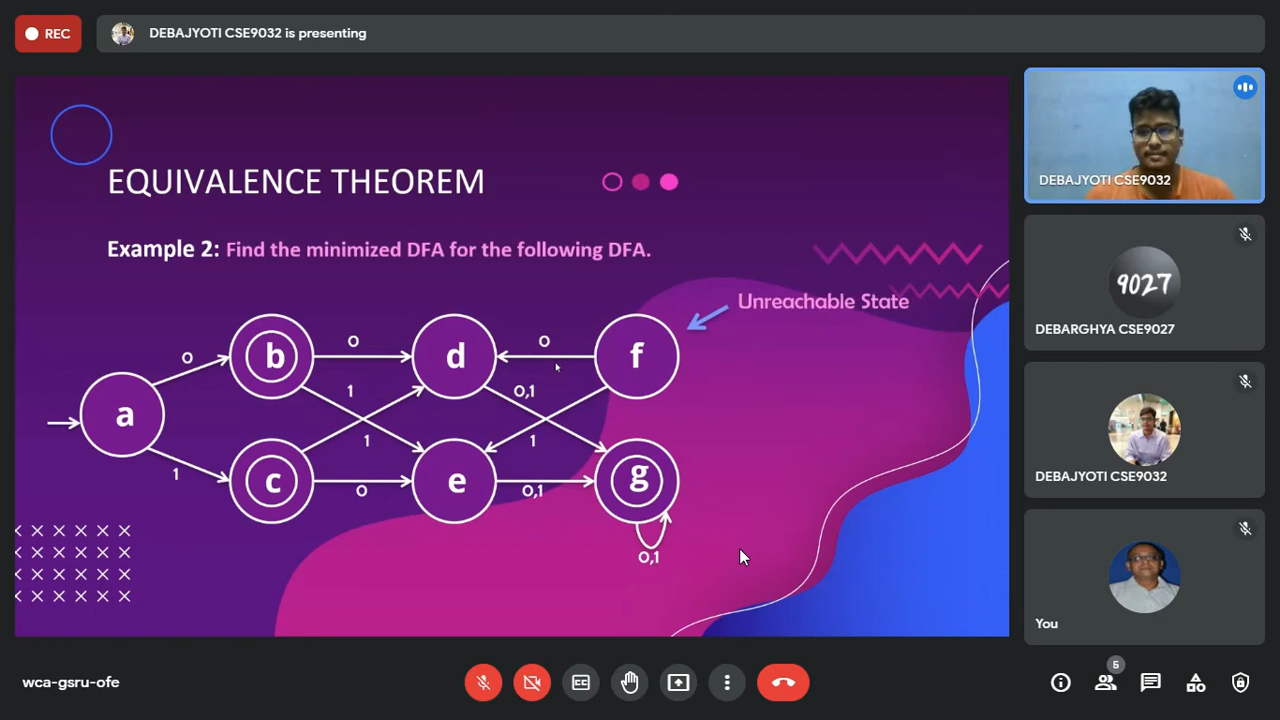 REC
DEBAJYOTI CSE9032 is presenting
EQUIVALENCE THEOREM
Example 2: Find the minimized DFA for the following DFA.
Unreachable State
0
b
0
d
0
f
1
0,1
a
1
1
1
c
0
e
0,1
g
0,1
DEBAJYOTI CSE9032
9027
DEBARGHYA CSE9027
DEBAJYOTI CSE9032
You
wca-gsru-ofe
CC
5